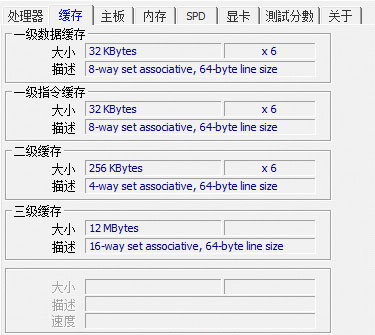 处理器 缓存 主板 内存 SPD 显卡 测試分數 关于
一级数据缓存
大小 32 KBytes x 6
描述 8-way set associative, 64-byte line size
一级指令缓存
大小 32 KBytes x 6
描述 8-way set associative, 64-byte line size
二级缓存
大小 256 KBytes x 6
描述 4-way set associative, 64-byte line size
三级缓存
大小 12 MBytes
描述 16-way set associative, 64-byte line size
大小
描述
速度